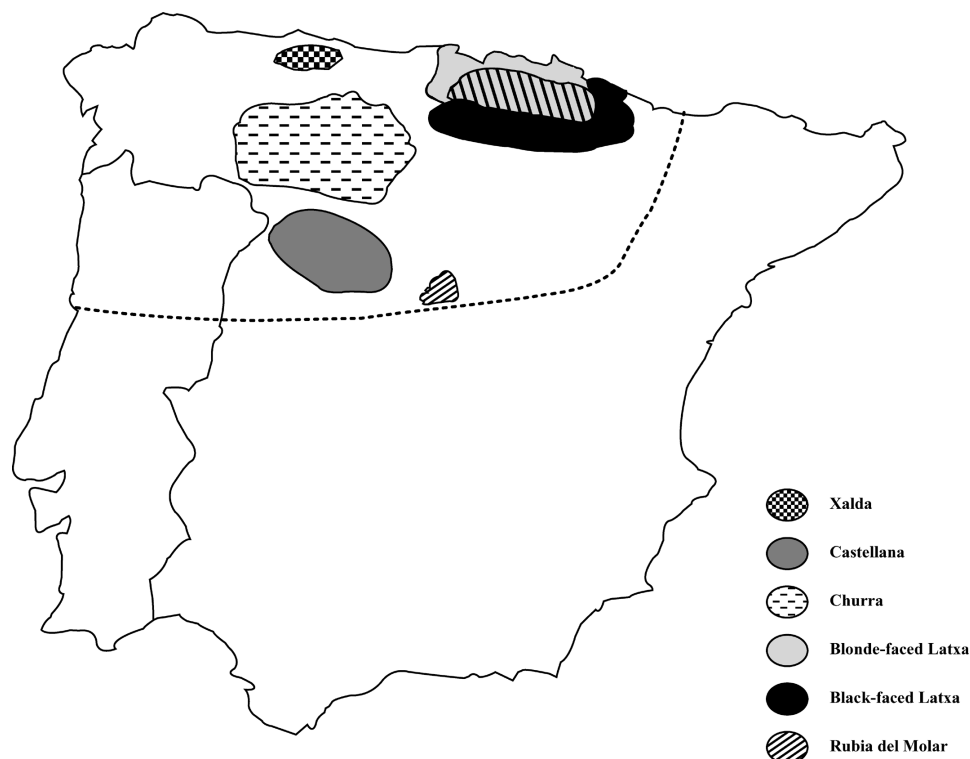 Xalda
Castellana
Churra
Blonde-faced Latxa
Black-faced Latxa
Rubia del Molar